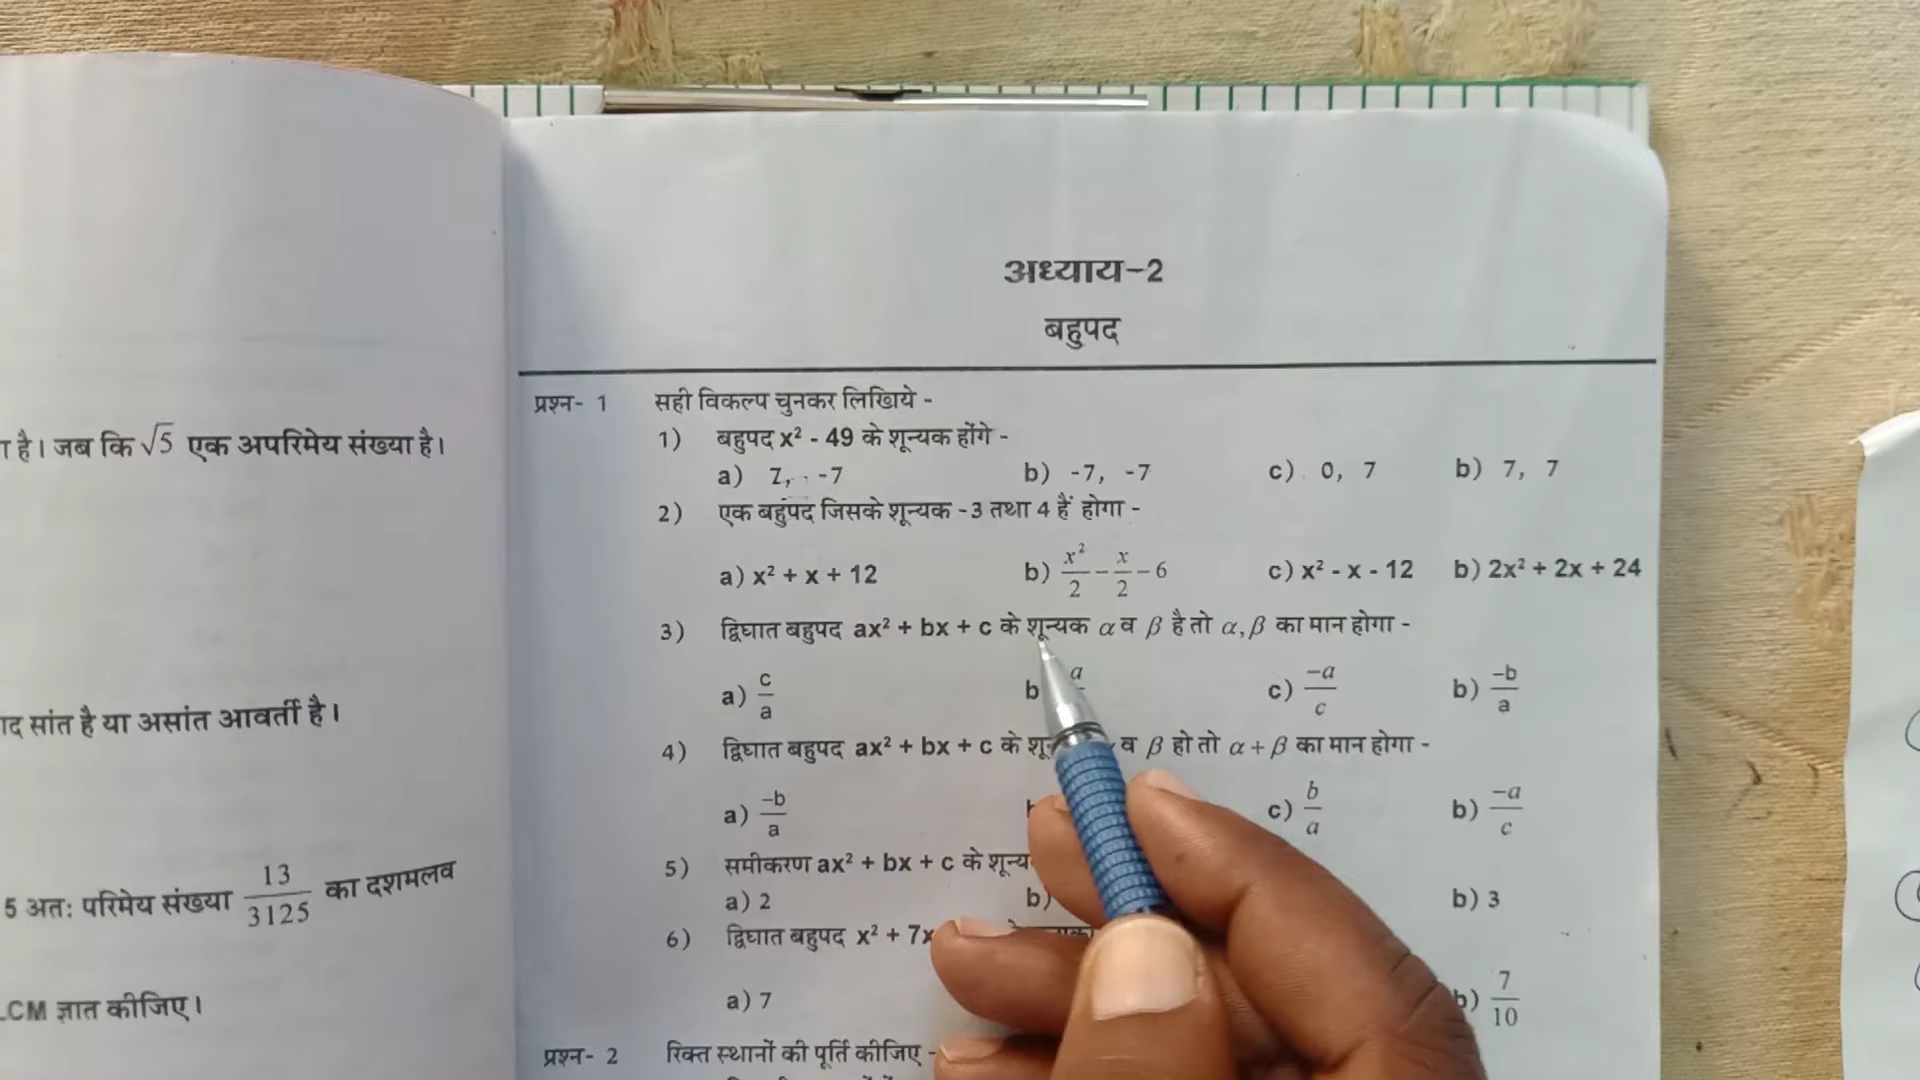 ा है। जब कि √5 एक अपरिमेय संख्या है।
ाद सांत है या असांत आवर्ती है।
5 अतः परिमेय संख्या 13/3125 का दशमलव
LCM ज्ञात कीजिए।
अध्याय-2
बहुपद
प्रश्न- 1 सही विकल्प चुनकर लिखिये -
1) बहुपद x² - 49 के शून्यक होंगे -
a) 7, -7 b) -7, -7 c) 0, 7 b) 7, 7
2) एक बहुपद जिसके शून्यक -3 तथा 4 हैं होगा -
a) x² + x + 12 b) x²/2 - x/2 - 6 c) x² - x - 12 b) 2x² + 2x + 24
3) द्विघात बहुपद ax² + bx + c के शून्यक α व β है तो α, β का मान होगा -
a) c/a b a c) -a/c b) -b/a
4) द्विघात बहुपद ax² + bx + c के व β हो तो α + β का मान होगा -
a) -b/a c) b/a b) -a/c
5) समीकरण ax² + bx + c के
a) 2 b) b) 3
6) द्विघात बहुपद x² + 7x
a) 7 b) 7/10
प्रश्न- 2 रिक्त स्थानों की पूर्ति कीजिए -